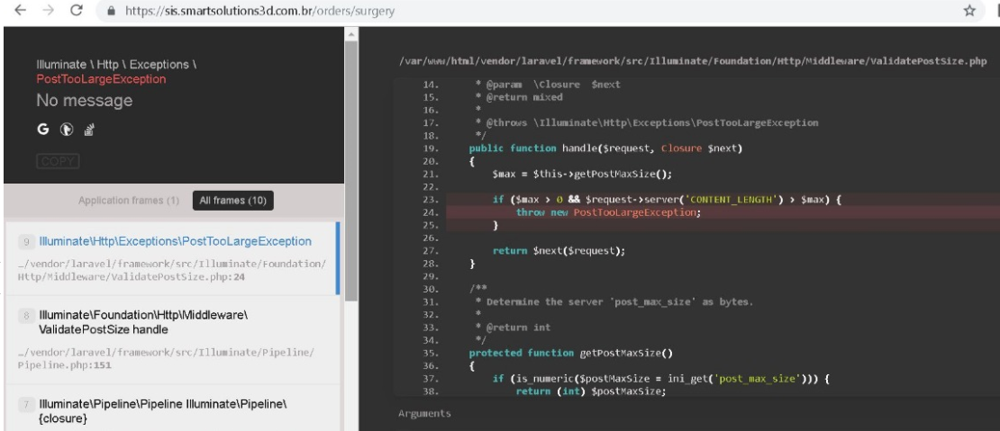 https://sis.smartsolutions3d.com.br/orders/surgery
Illuminate \ Http \ Exceptions \
PostTooLargeException
No message
G
COPY
Application frames (1) All frames (10)
9 Illuminate\Http\Exceptions\PostTooLargeException
…/vendor/laravel/framework/src/Illuminate/Foundation/
Http/Middleware/ValidatePostSize.php:24
8 Illuminate\Foundation\Http\Middleware\
ValidatePostSize handle
…/vendor/laravel/framework/src/Illuminate/Pipeline/
Pipeline.php:151
7 Illuminate\Pipeline\Pipeline Illuminate\Pipeline\
{closure}
/var/www/html/vendor/laravel/framework/src/Illuminate/Foundation/Http/Middleware/ValidatePostSize.php
14. * @param \Closure $next
15. * @return mixed
16. *
17. * @throws \Illuminate\Http\Exceptions\PostTooLargeException
18. */
19. public function handle($request, Closure $next)
20. {
21. $max = $this->getPostMaxSize();
22.
23. if ($max > 0 && $request->server('CONTENT_LENGTH') > $max) {
24. throw new PostTooLargeException;
25. }
26.
27. return $next($request);
28. }
29.
30. /**
31. * Determine the server 'post_max_size' as bytes.
32. *
33. * @return int
34. */
35. protected function getPostMaxSize()
36. {
37. if (is_numeric($postMaxSize = ini_get('post_max_size'))) {
38. return (int) $postMaxSize;
Arguments